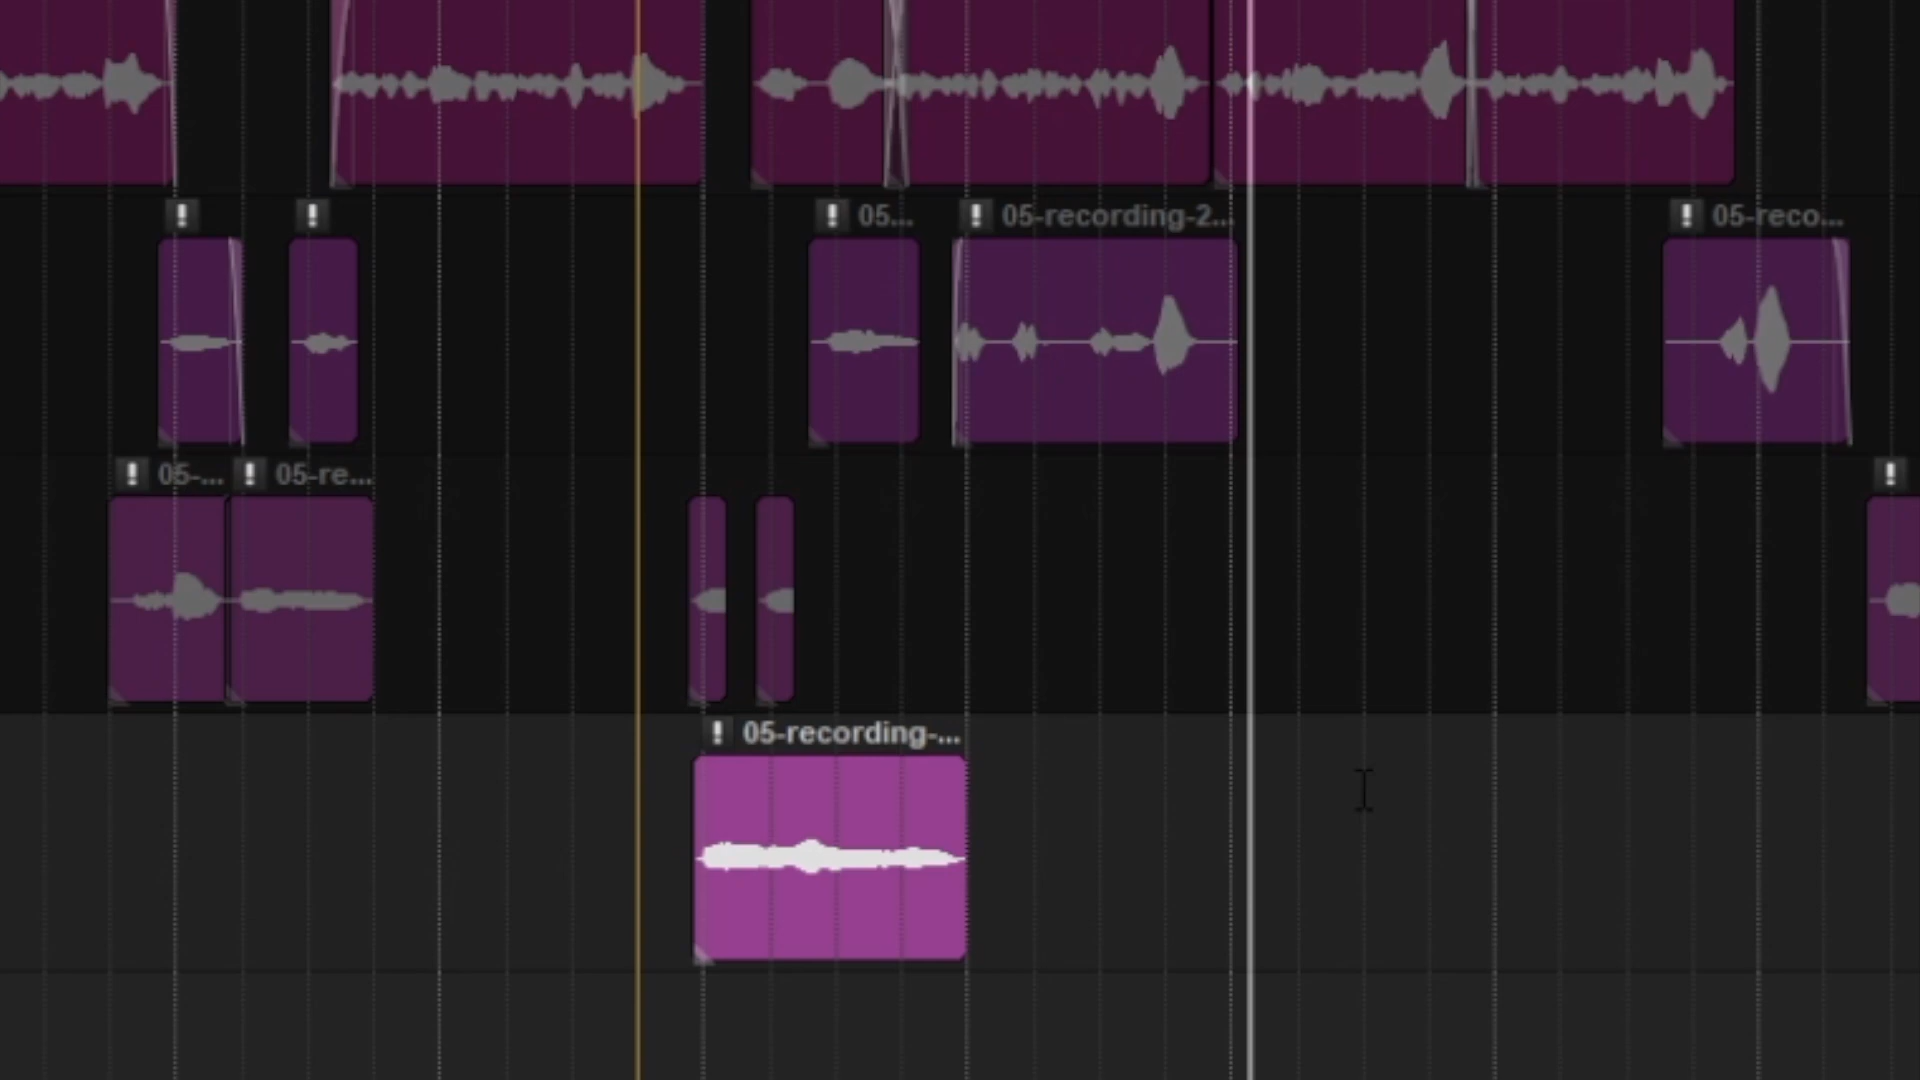 ! ! ! 05... ! 05-recording-2... ! 05-reco...
! 05-... ! 05-re... !
! 05-recording-...